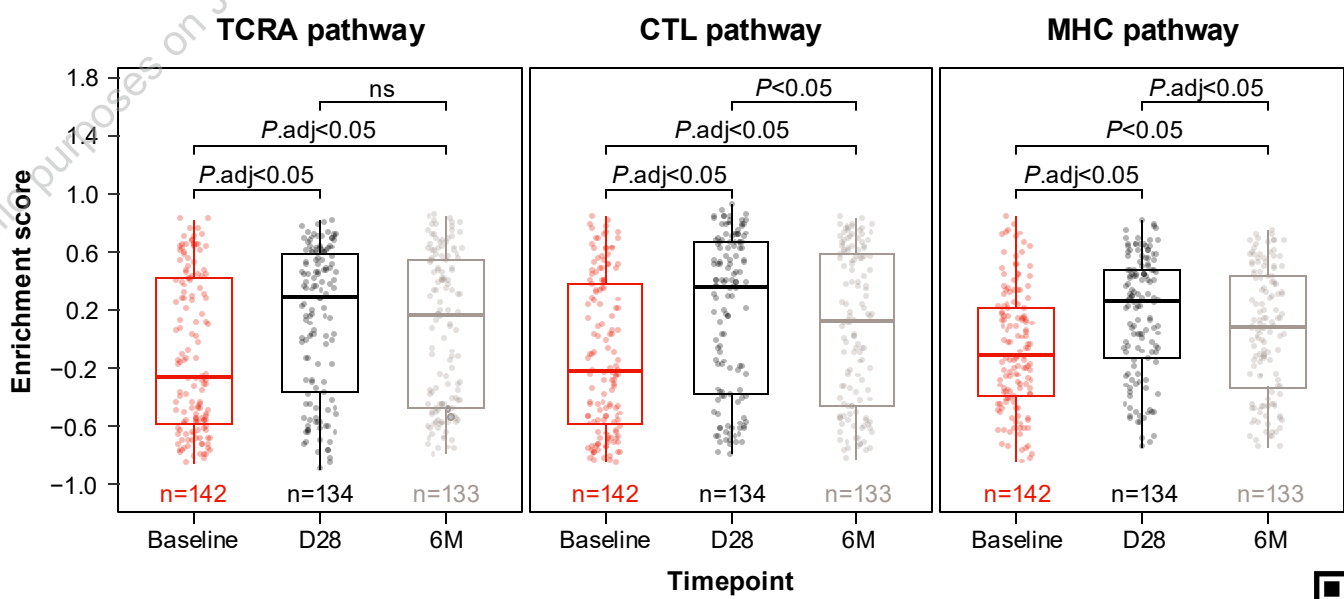 TCRA pathway
CTL pathway
MHC pathway
Enrichment score
1.8
1.4
1.0
0.6
0.2
−0.2
−0.6
−1.0
ns
P.adj<0.05
P.adj<0.05
n=142
n=134
n=133
Baseline
D28
6M
P<0.05
P.adj<0.05
P.adj<0.05
n=142
n=134
n=133
Baseline
D28
6M
P.adj<0.05
P<0.05
P.adj<0.05
n=142
n=134
n=133
Baseline
D28
6M
Timepoint
purposes on